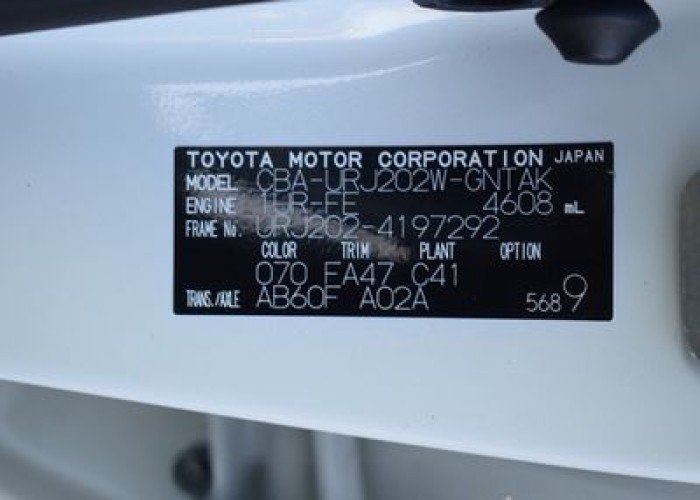 TOYOTA MOTOR CORPORATION JAPAN
MODEL CBA-URJ202W-GNTAK
ENGINE 1UR-FE 4608 mL
FRAME No. URJ202-4197292
COLOR TRIM PLANT OPTION
070 FA47 C41
TRANS./AXLE AB60F A02A 5689